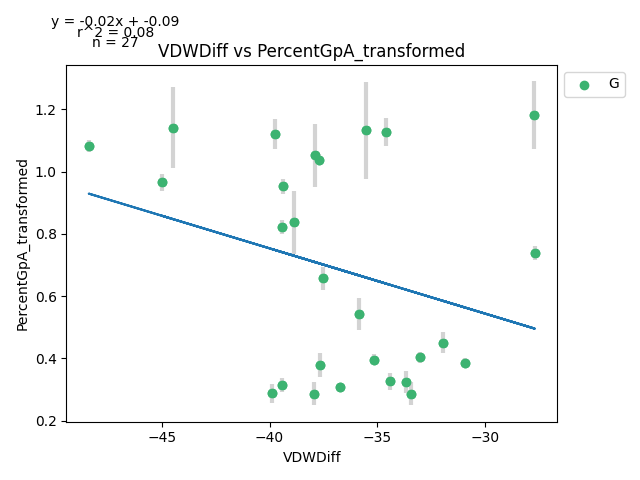 y = -0.02x + -0.09
r^2 = 0.08
n = 27
VDWDiff vs PercentGpA_transformed
G
1.2
1.0
0.8
0.6
0.4
0.2
PercentGpA_transformed
−45
−40
−35
−30
VDWDiff